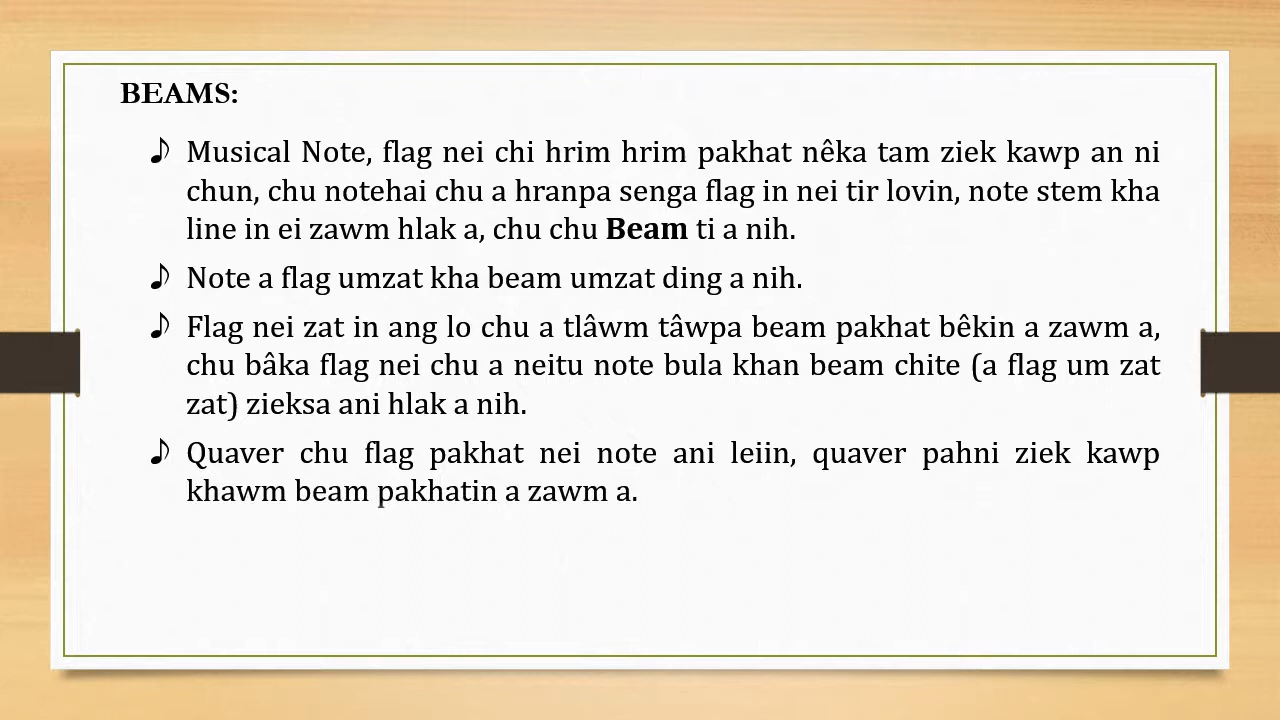 BEAMS:
Musical Note, flag nei chi hrim hrim pakhat nêka tam ziek kawp an ni
chun, chu notehai chu a hranpa senga flag in nei tir lovin, note stem kha
line in ei zawm hlak a, chu chu Beam ti a nih.
Note a flag umzat kha beam umzat ding a nih.
Flag nei zat in ang lo chu a tlâwm tâwpa beam pakhat bêkin a zawm a,
chu bâka flag nei chu a neitu note bula khan beam chite (a flag um zat
zat) zieksa ani hlak a nih.
Quaver chu flag pakhat nei note ani leiin, quaver pahni ziek kawp
khawm beam pakhatin a zawm a.